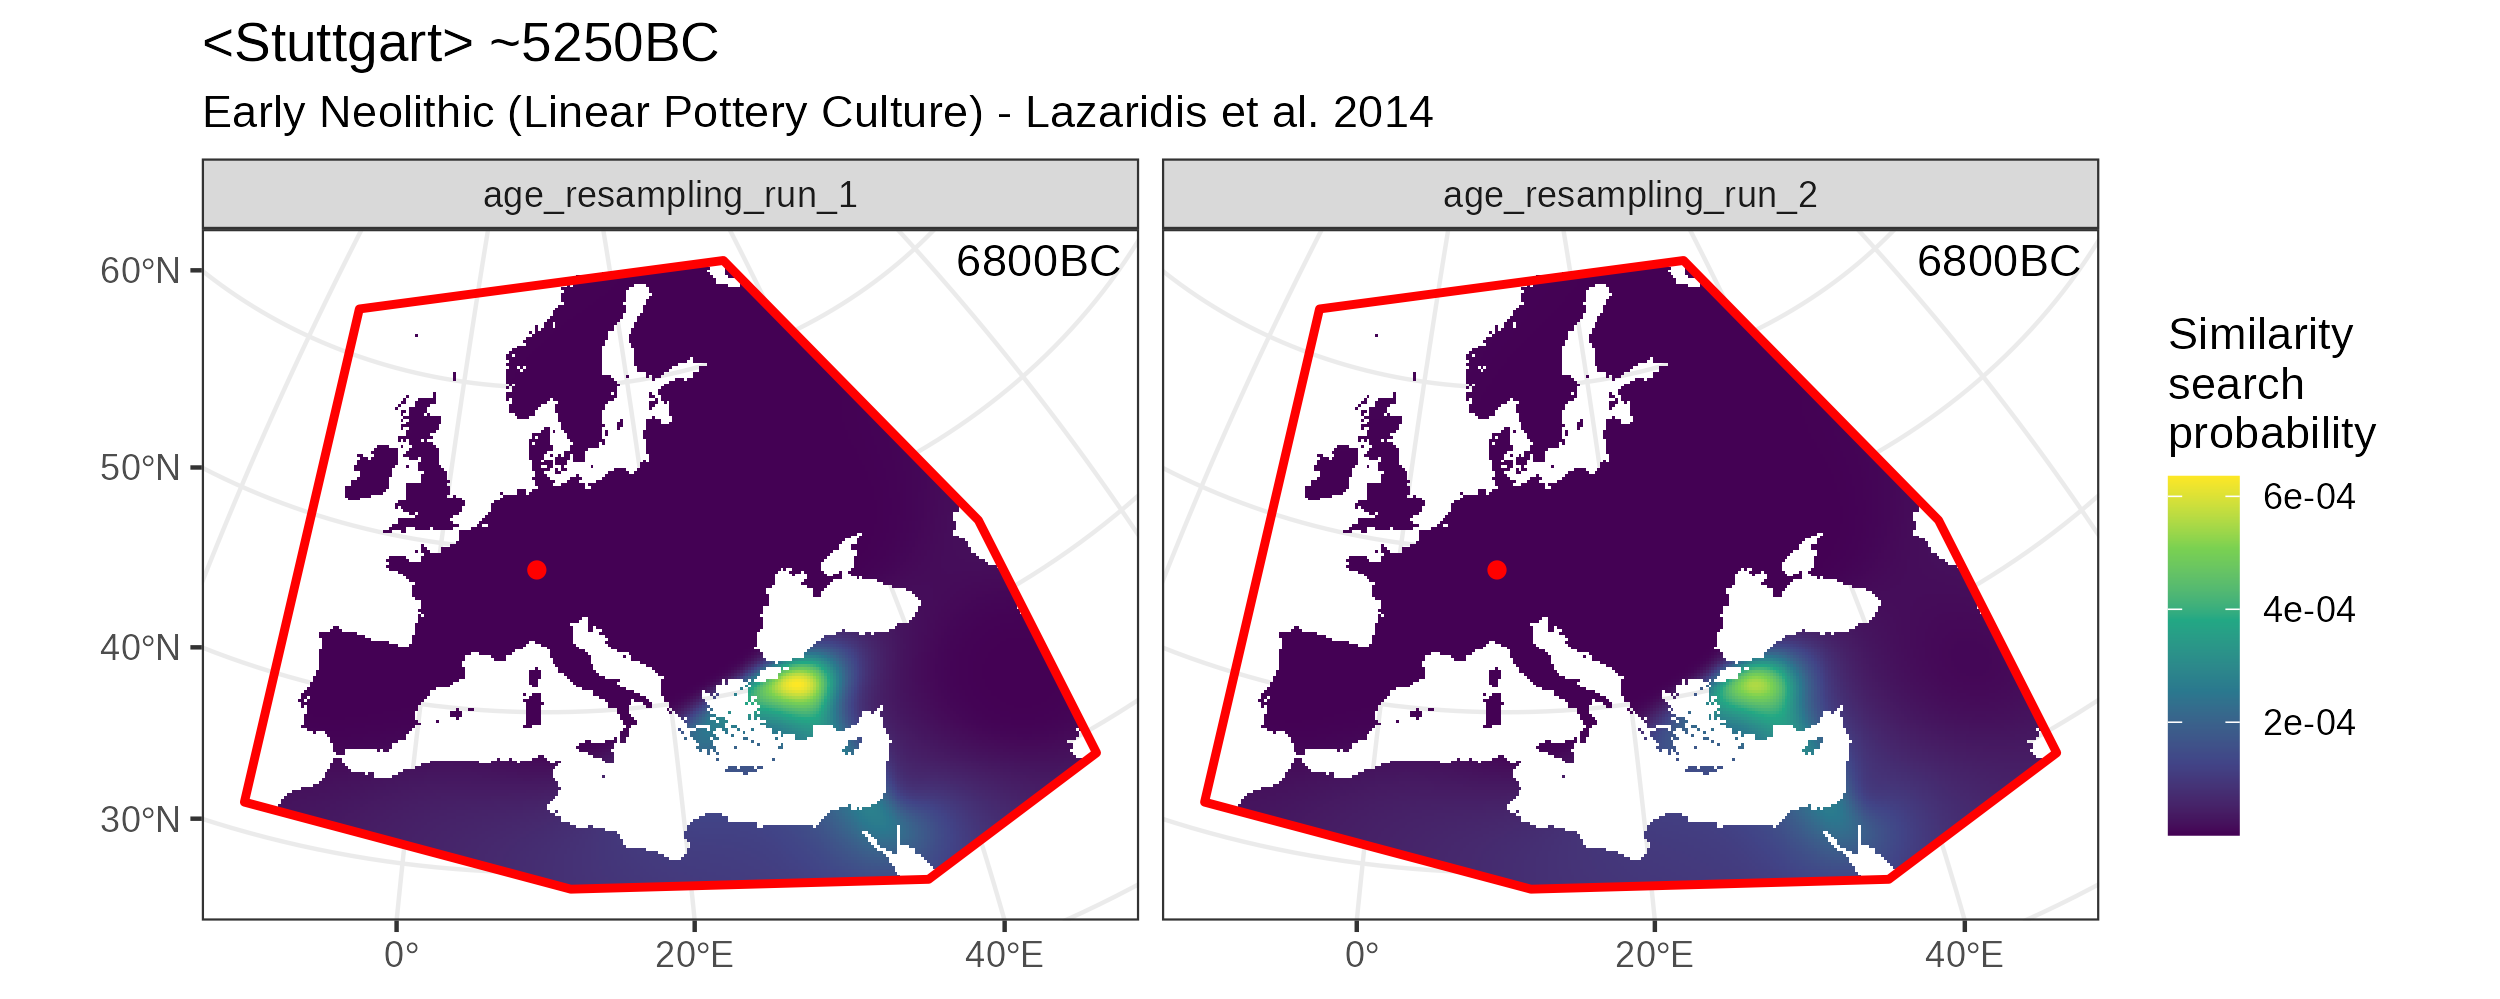 <Stuttgart> ~5250BC
Early Neolithic (Linear Pottery Culture) - Lazaridis et al. 2014
age_resampling_run_1
age_resampling_run_2
6800BC
6800BC
60°N
50°N
40°N
30°N
0°
20°E
40°E
0°
20°E
40°E
Similarity
search
probability
6e-04
4e-04
2e-04